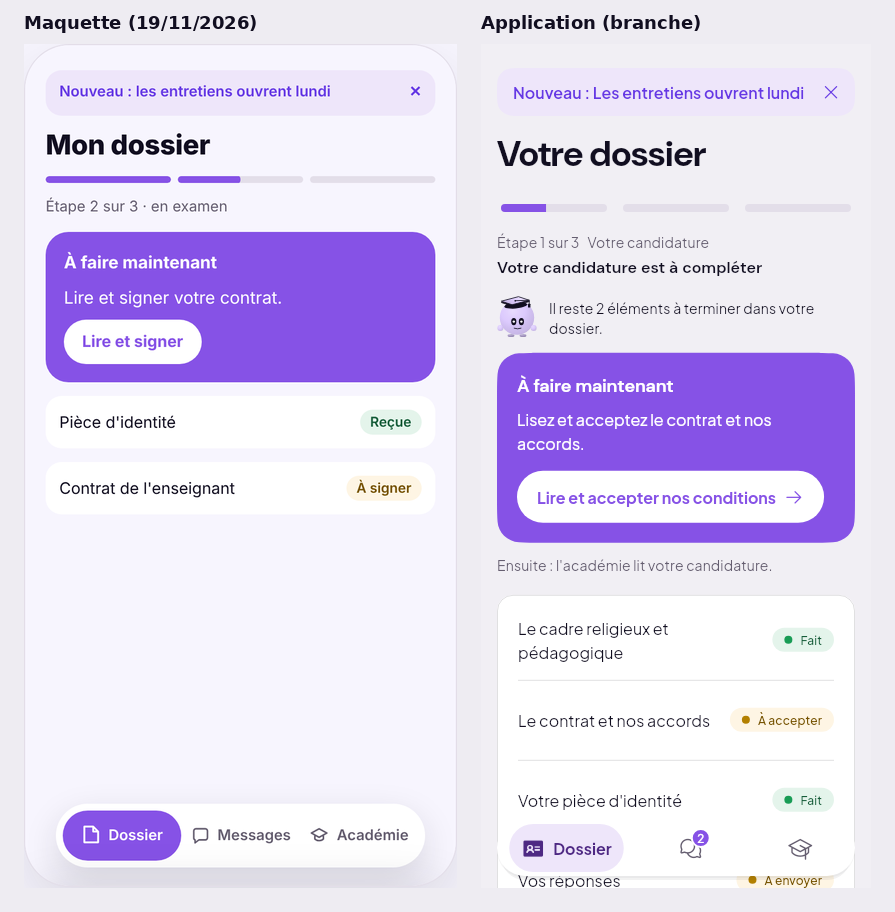 Maquette (19/11/2026)
Nouveau : les entretiens ouvrent lundi
Mon dossier
Étape 2 sur 3 · en examen
À faire maintenant
Lire et signer votre contrat.
Lire et signer
Pièce d'identité
Reçue
Contrat de l'enseignant
À signer
Dossier
Messages
Académie
Application (branche)
Nouveau : Les entretiens ouvrent lundi
Votre dossier
Étape 1 sur 3 Votre candidature
Votre candidature est à compléter
Il reste 2 éléments à terminer dans votre
dossier.
À faire maintenant
Lisez et acceptez le contrat et nos
accords.
Lire et accepter nos conditions
Ensuite : l'académie lit votre candidature.
Le cadre religieux et
pédagogique
Fait
Le contrat et nos accords
À accepter
Votre pièce d'identité
Fait
Dossier
2
Vos réponses
À envoyer